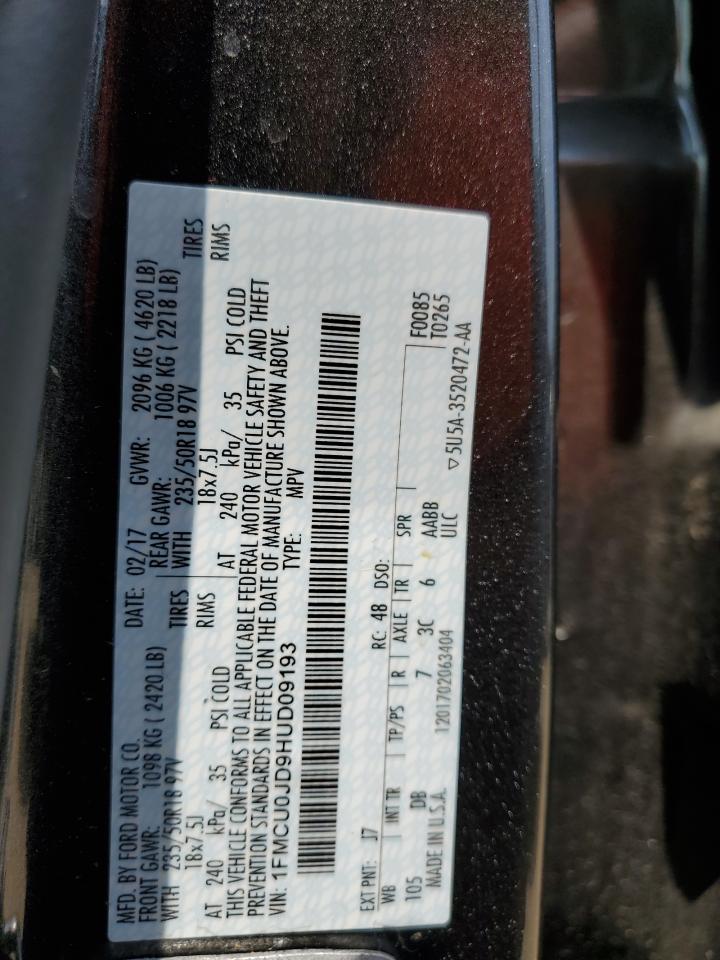 MFD. BY FORD MOTOR CO.
DATE: 02/17 GVWR: 2096 KG ( 4620 LB)
FRONT GAWR: 1098 KG ( 2420 LB) REAR GAWR: 1006 KG ( 2218 LB)
WITH 235/50R18 97V TIRES WITH 235/50R18 97V TIRES
18x7.5J RIMS 18x7.5J RIMS
AT 240 kPa/ 35 PSI COLD AT 240 kPa/ 35 PSI COLD
THIS VEHICLE CONFORMS TO ALL APPLICABLE FEDERAL MOTOR VEHICLE SAFETY AND THEFT
PREVENTION STANDARDS IN EFFECT ON THE DATE OF MANUFACTURE SHOWN ABOVE.
VIN: 1FMCU0JD9HUD09193 TYPE: MPV
EXT PNT: J7 RC: 48 DSO:
WB INT TR TP/PS R AXLE TR SPR F0085
105 DB 7 3C 6 AABB T0265
MADE IN U.S.A. 1201702063404 ULC ▽5U5A-3520472-AA